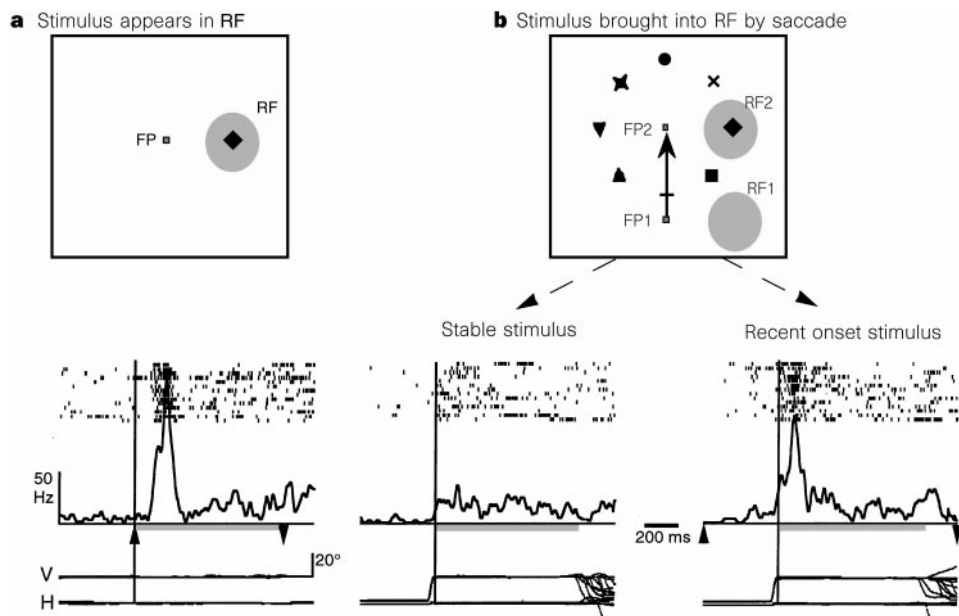 a Stimulus appears in RF
b Stimulus brought into RF by saccade
RF
FP
RF2
FP2
RF1
FP1
Stable stimulus
Recent onset stimulus
50
Hz
200 ms
20°
V
H